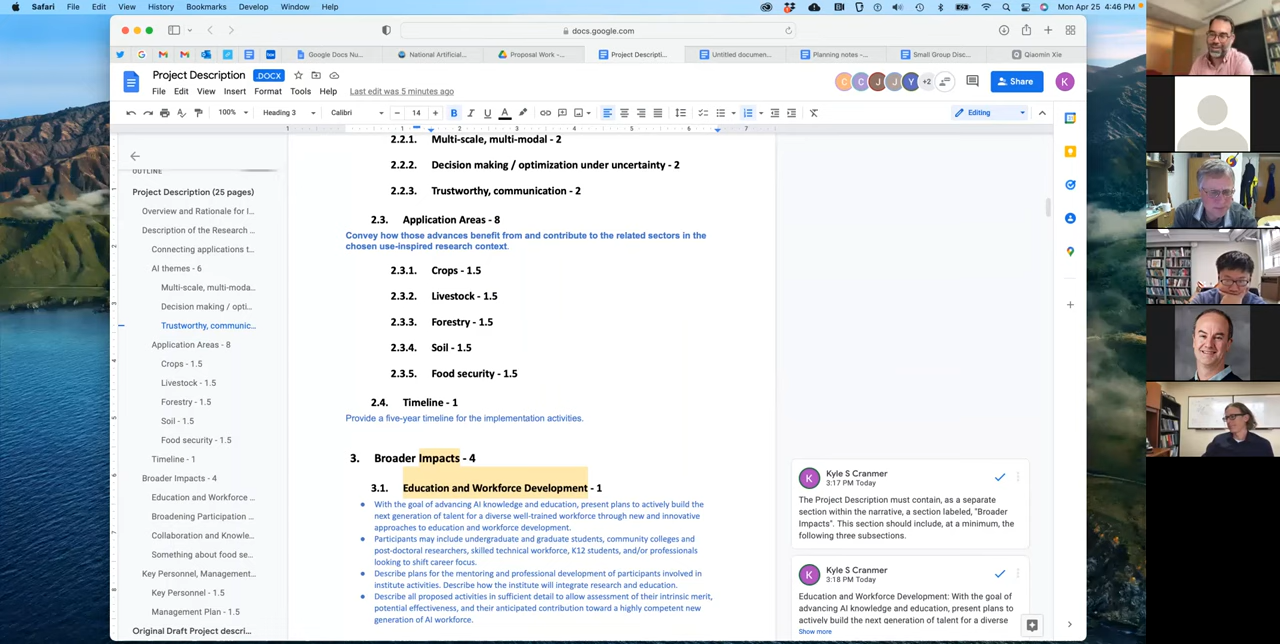 Safari File Edit View History Bookmarks Develop Window Help
Mon Apr 25 4:46 PM
docs.google.com
Google Docs Nu...
National Artificial...
Proposal Work –...
Project Descripti...
Untitled documen...
Planning notes -...
Small Group Disc...
Qiaomin Xie
Project Description .DOCX
File Edit View Insert Format Tools Help Last edit was 5 minutes ago
C C J J Y +2
Share
K
100% Heading 3 Calibri 14 B I U A
Editing
1 1 2 3 4 5 6 7
OUTLINE
Project Description (25 pages)
Overview and Rationale for I...
Description of the Research ...
Connecting applications t...
AI themes - 6
Multi-scale, multi-moda...
Decision making / opti...
Trustworthy, communic...
Application Areas - 8
Crops - 1.5
Livestock - 1.5
Forestry - 1.5
Soil - 1.5
Food security - 1.5
Timeline - 1
Broader Impacts - 4
Education and Workforce ...
Broadening Participation ...
Collaboration and Knowle...
Something about food se...
Key Personnel, Management...
Key Personnel - 1.5
Management Plan - 1.5
Original Draft Project descri...
2.2.1. Multi-scale, multi-modal - 2
2.2.2. Decision making / optimization under uncertainty - 2
2.2.3. Trustworthy, communication - 2
2.3. Application Areas - 8
Convey how those advances benefit from and contribute to the related sectors in the
chosen use-inspired research context.
2.3.1. Crops - 1.5
2.3.2. Livestock - 1.5
2.3.3. Forestry - 1.5
2.3.4. Soil - 1.5
2.3.5. Food security - 1.5
2.4. Timeline - 1
Provide a five-year timeline for the implementation activities.
3. Broader Impacts - 4
3.1. Education and Workforce Development - 1
● With the goal of advancing AI knowledge and education, present plans to actively build the
next generation of talent for a diverse well-trained workforce through new and innovative
approaches to education and workforce development.
● Participants may include undergraduate and graduate students, community colleges and
post-doctoral researchers, skilled technical workforce, K12 students, and/or professionals
looking to shift career focus.
● Describe plans for the mentoring and professional development of participants involved in
institute activities. Describe how the institute will integrate research and education.
● Describe all proposed activities in sufficient detail to allow assessment of their intrinsic merit,
potential effectiveness, and their anticipated contribution toward a highly competent new
generation of AI workforce.
K
Kyle S Cranmer
3:17 PM Today
The Project Description must contain, as a separate
section within the narrative, a section labeled, "Broader
Impacts". This section should include, at a minimum, the
following three subsections.
K
Kyle S Cranmer
3:18 PM Today
Education and Workforce Development: With the goal of
advancing AI knowledge and education, present plans to
actively build the next generation of talent for a diverse
Show more